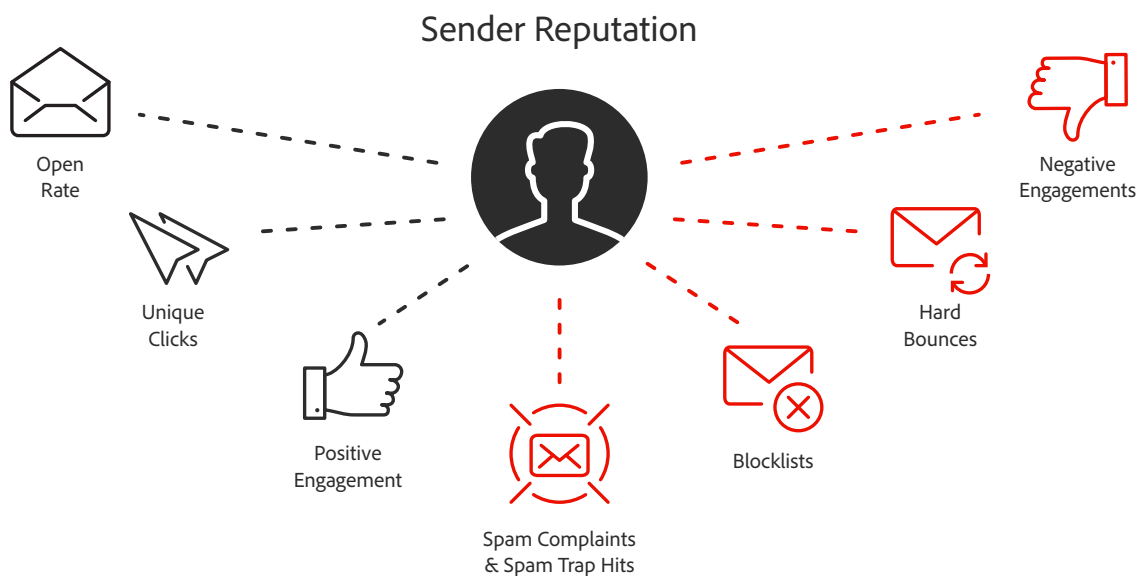 Sender Reputation
Open
Rate
Unique
Clicks
Positive
Engagement
Spam Complaints
& Spam Trap Hits
Blocklists
Hard
Bounces
Negative
Engagements